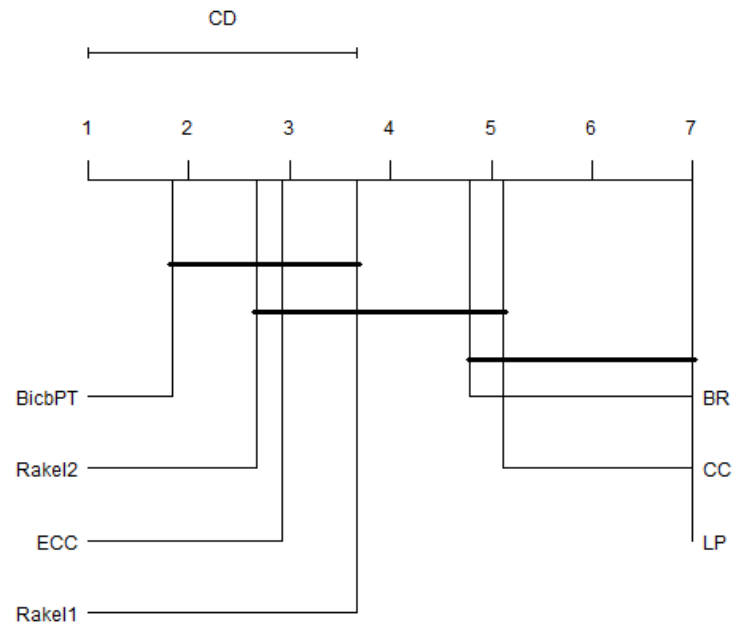 CD
1 2 3 4 5 6 7
BicbPT BR
Rakel2 CC
ECC LP
Rakel1